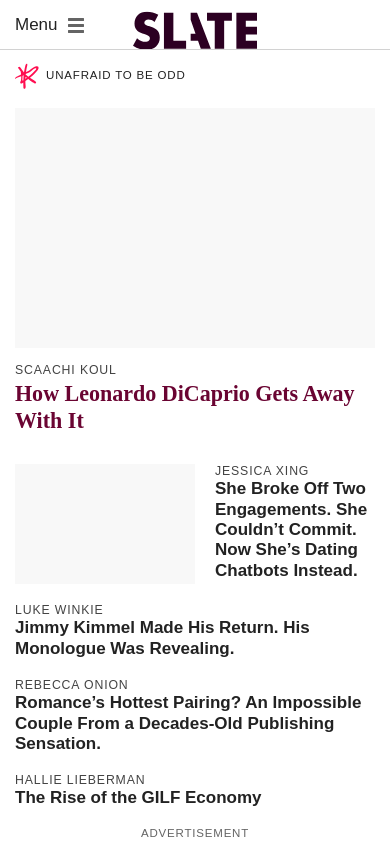 Menu
SLATE
UNAFRAID TO BE ODD
SCAACHI KOUL
How Leonardo DiCaprio Gets Away
With It
JESSICA XING
She Broke Off Two
Engagements. She
Couldn’t Commit.
Now She’s Dating
Chatbots Instead.
LUKE WINKIE
Jimmy Kimmel Made His Return. His
Monologue Was Revealing.
REBECCA ONION
Romance’s Hottest Pairing? An Impossible
Couple From a Decades-Old Publishing
Sensation.
HALLIE LIEBERMAN
The Rise of the GILF Economy
ADVERTISEMENT